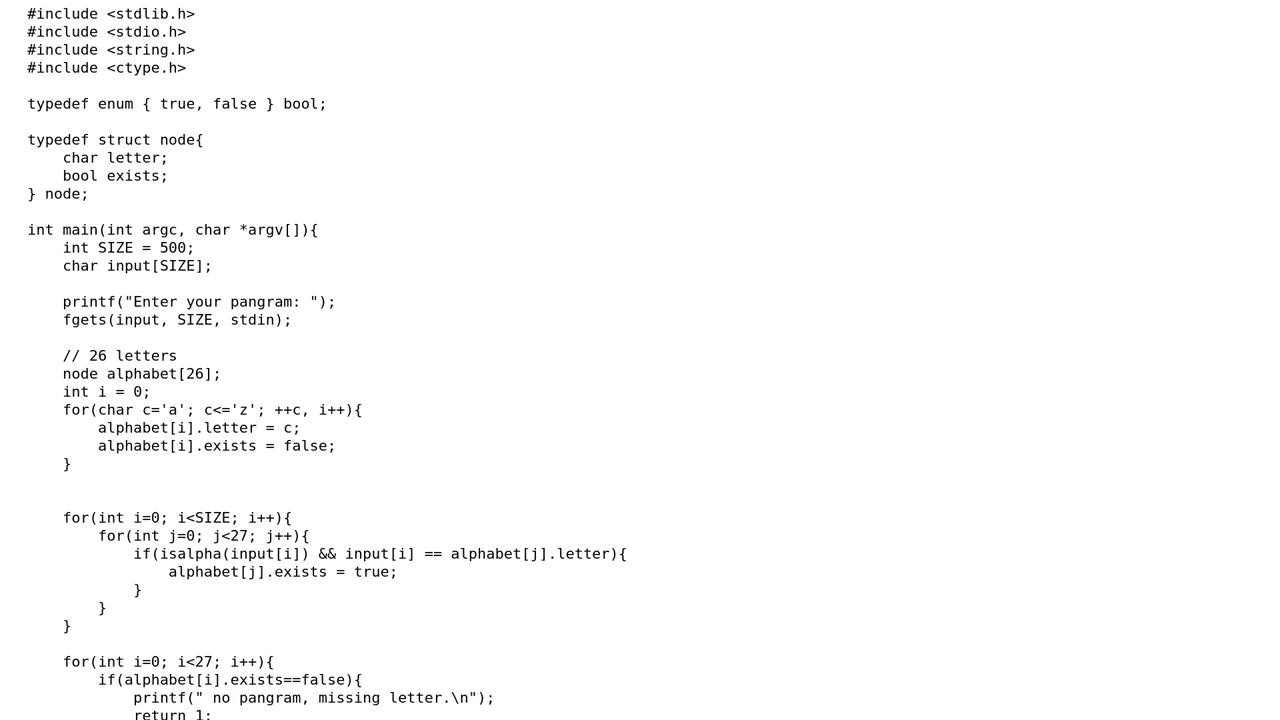 #include <stdlib.h>
#include <stdio.h>
#include <string.h>
#include <ctype.h>

typedef enum { true, false } bool;

typedef struct node{
    char letter;
    bool exists;
} node;

int main(int argc, char *argv[]){
    int SIZE = 500;
    char input[SIZE];

    printf("Enter your pangram: ");
    fgets(input, SIZE, stdin);

    // 26 letters
    node alphabet[26];
    int i = 0;
    for(char c='a'; c<='z'; ++c, i++){
        alphabet[i].letter = c;
        alphabet[i].exists = false;
    }


    for(int i=0; i<SIZE; i++){
        for(int j=0; j<27; j++){
            if(isalpha(input[i]) && input[i] == alphabet[j].letter){
                alphabet[j].exists = true;
            }
        }
    }

    for(int i=0; i<27; i++){
        if(alphabet[i].exists==false){
            printf(" no pangram, missing letter.\n");
            return 1;